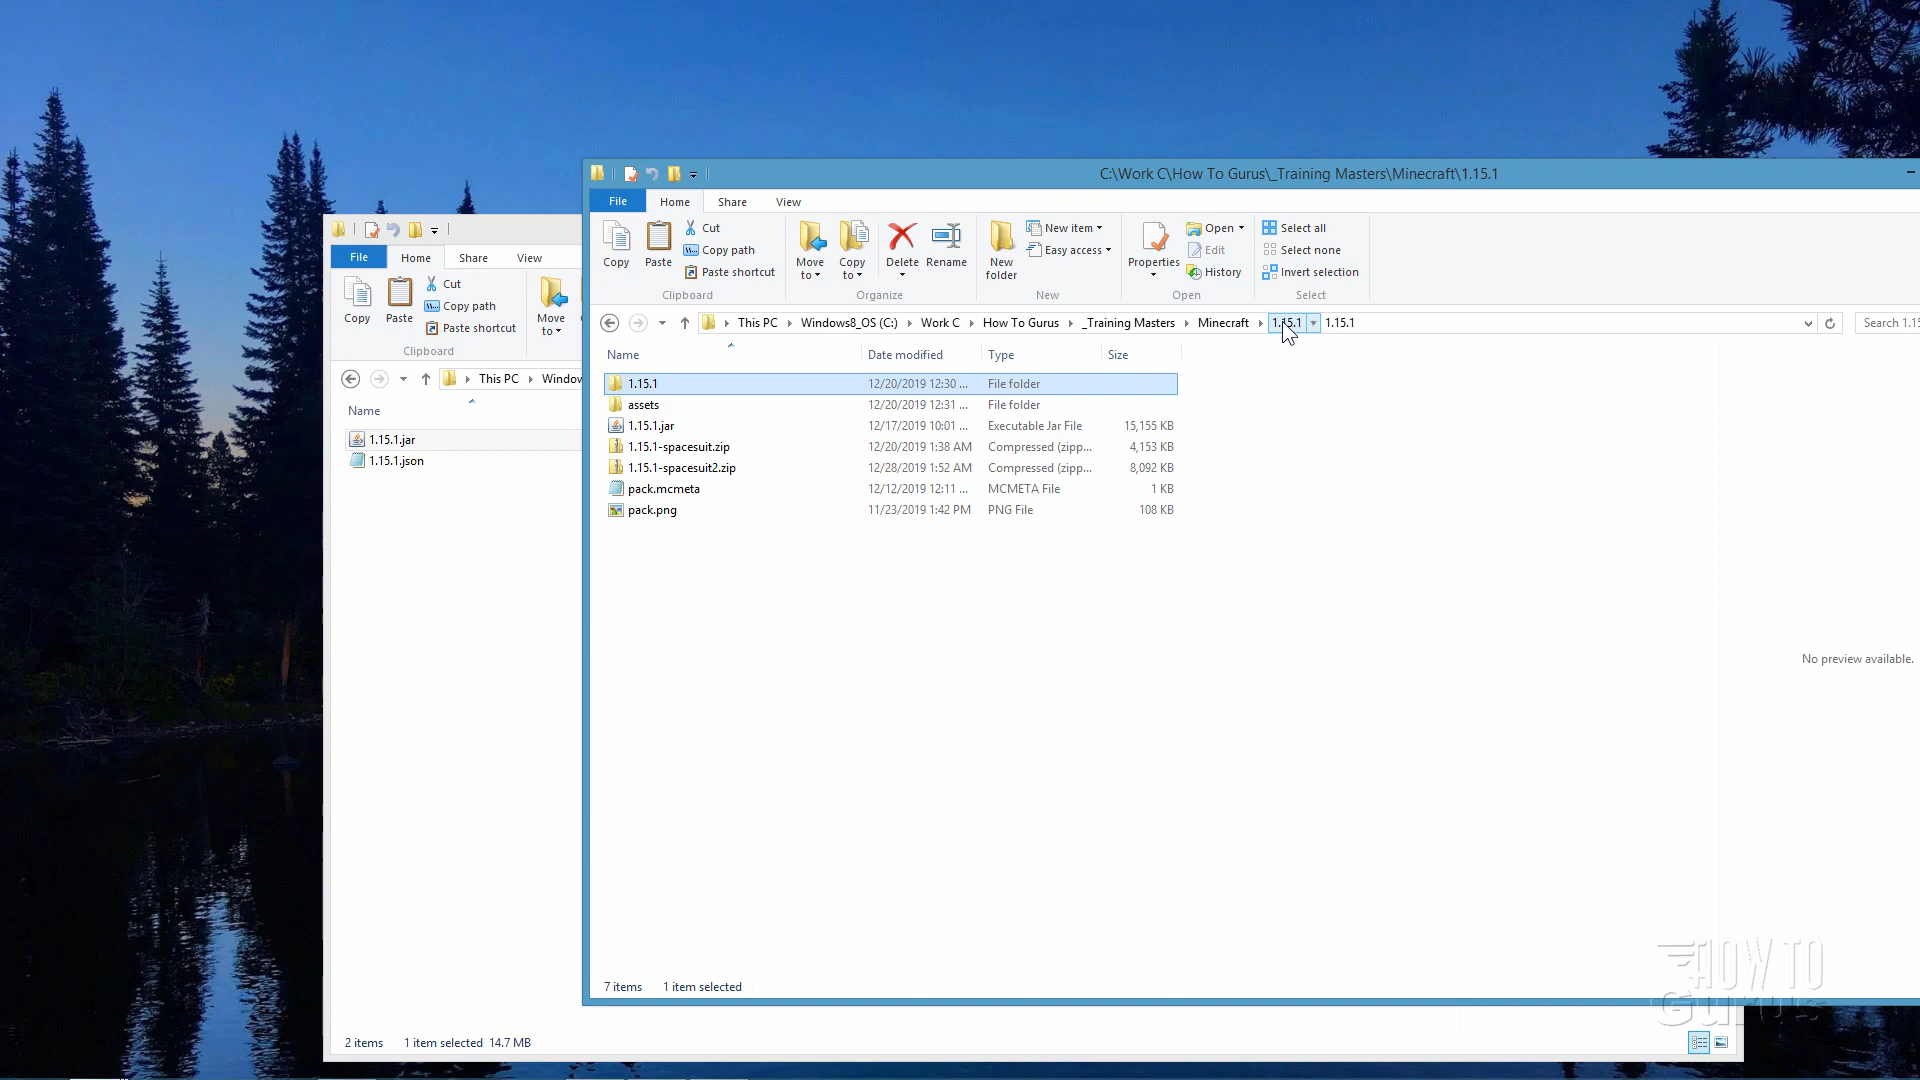 C:\Work C\How To Gurus\_Training Masters\Minecraft\1.15.1
File Home Share View
Copy
Paste
Cut
Copy path
Paste shortcut
Clipboard
Move to
Copy to
Delete
Rename
Organize
New folder
New item
Easy access
New
Properties
Open
Edit
History
Open
Select all
Select none
Invert selection
Select
This PC Windows8_OS (C:) Work C How To Gurus _Training Masters Minecraft 1.15.1 1.15.1
Search 1.15
Name Date modified Type Size
1.15.1 12/20/2019 12:30 ... File folder
assets 12/20/2019 12:31 ... File folder
1.15.1.jar 12/17/2019 10:01 ... Executable Jar File 15,155 KB
1.15.1-spacesuit.zip 12/20/2019 1:38 AM Compressed (zipp... 4,153 KB
1.15.1-spacesuit2.zip 12/28/2019 1:52 AM Compressed (zipp... 8,092 KB
pack.mcmeta 12/12/2019 12:11 ... MCMETA File 1 KB
pack.png 11/23/2019 1:42 PM PNG File 108 KB
No preview available.
7 items 1 item selected
File Home Share View
Copy
Paste
Cut
Copy path
Paste shortcut
Clipboard
Move to
This PC Window
Name
1.15.1.jar
1.15.1.json
2 items 1 item selected 14.7 MB
HOW TO
GURUS